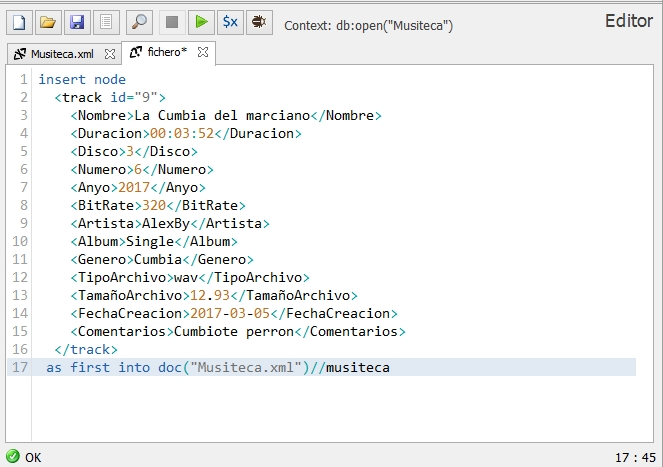 Context: db:open("Musiteca")
Editor
Musiteca.xml
fichero*
1 insert node
2 <track id="9">
3 <Nombre>La Cumbia del marciano</Nombre>
4 <Duracion>00:03:52</Duracion>
5 <Disco>3</Disco>
6 <Numero>6</Numero>
7 <Anyo>2017</Anyo>
8 <BitRate>320</BitRate>
9 <Artista>AlexBy</Artista>
10 <Album>Single</Album>
11 <Genero>Cumbia</Genero>
12 <TipoArchivo>wav</TipoArchivo>
13 <TamañoArchivo>12.93</TamañoArchivo>
14 <FechaCreacion>2017-03-05</FechaCreacion>
15 <Comentarios>Cumbiote perron</Comentarios>
16 </track>
17 as first into doc("Musiteca.xml")//musiteca
OK
17 : 45